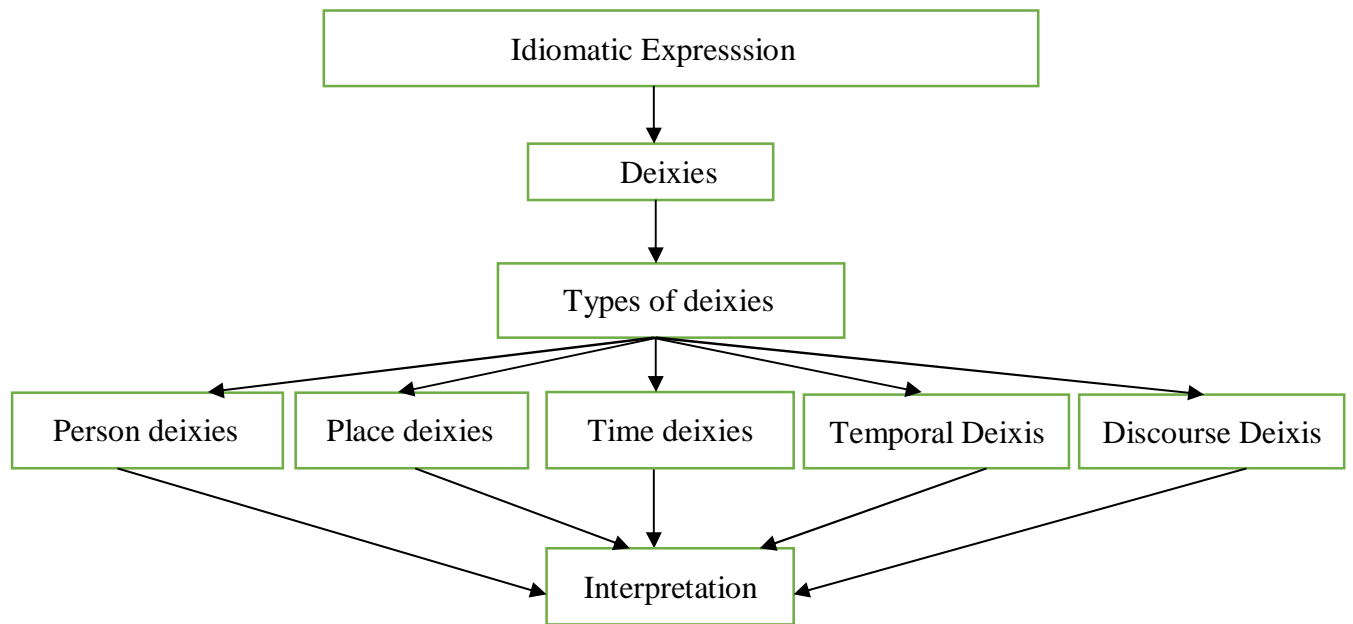 Idiomatic Expresssion
Deixies
Types of deixies
Person deixies
Place deixies
Time deixies
Temporal Deixis
Discourse Deixis
Interpretation